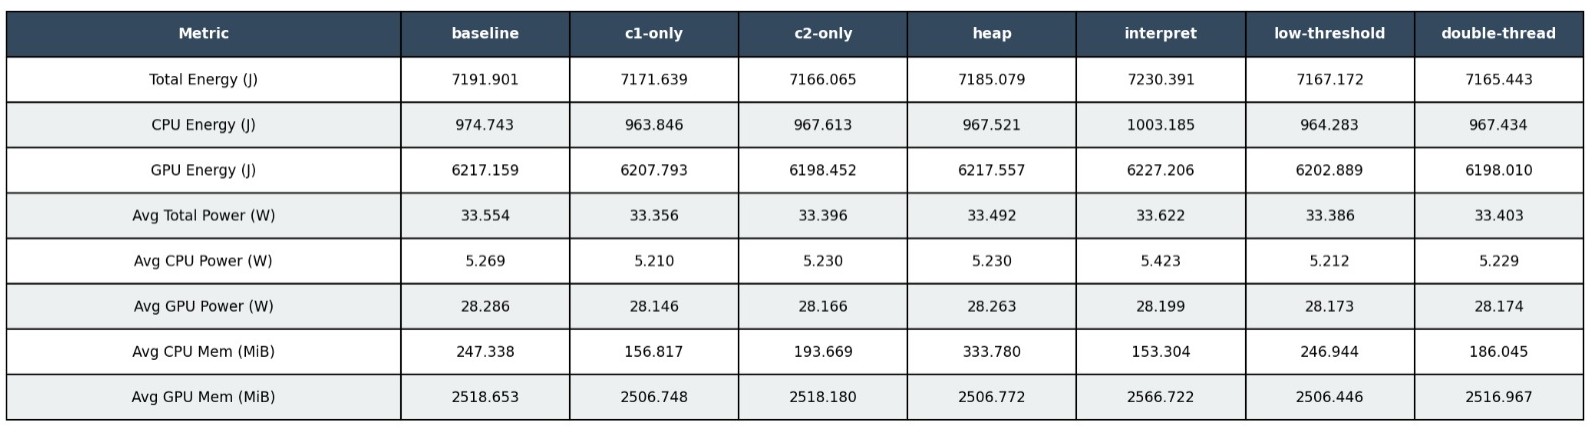 Metric baseline c1-only c2-only heap interpret low-threshold double-thread
Total Energy (J) 7191.901 7171.639 7166.065 7185.079 7230.391 7167.172 7165.443
CPU Energy (J) 974.743 963.846 967.613 967.521 1003.185 964.283 967.434
GPU Energy (J) 6217.159 6207.793 6198.452 6217.557 6227.206 6202.889 6198.010
Avg Total Power (W) 33.554 33.356 33.396 33.492 33.622 33.386 33.403
Avg CPU Power (W) 5.269 5.210 5.230 5.230 5.423 5.212 5.229
Avg GPU Power (W) 28.286 28.146 28.166 28.263 28.199 28.173 28.174
Avg CPU Mem (MiB) 247.338 156.817 193.669 333.780 153.304 246.944 186.045
Avg GPU Mem (MiB) 2518.653 2506.748 2518.180 2506.772 2566.722 2506.446 2516.967